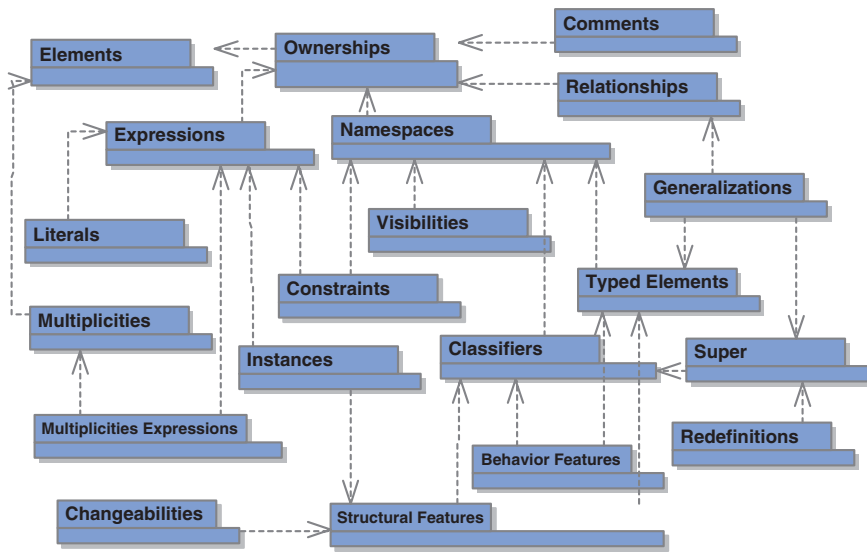 Comments
Ownerships
Elements
Relationships
Expressions
Namespaces
Generalizations
Visibilities
Literals
Constraints
Typed Elements
Multiplicities
Classifiers
Super
Instances
Multiplicities Expressions
Redefinitions
Behavior Features
Changeabilities
Structural Features